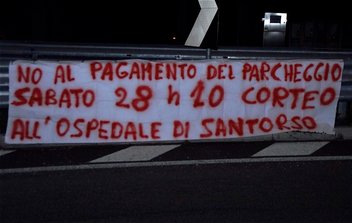 NO AL PAGAMENTO DEL PARCHEGGIO
SABATO 28 h 10 CORTEO
ALL'OSPEDALE DI SANTORSO